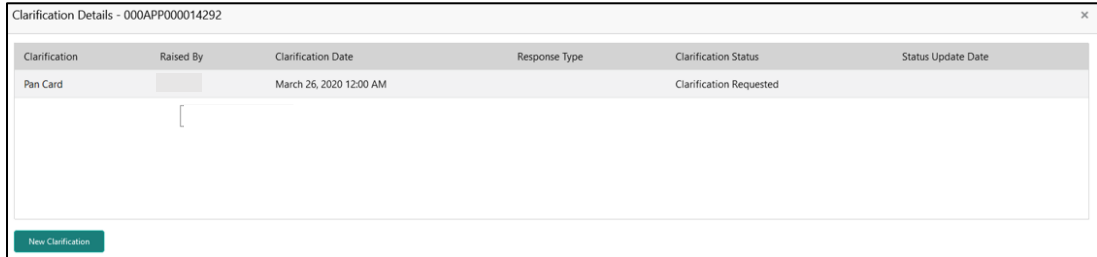 Clarification Details - 000APP000014292 ×
Clarification Raised By Clarification Date Response Type Clarification Status Status Update Date
Pan Card March 26, 2020 12:00 AM Clarification Requested
New Clarification